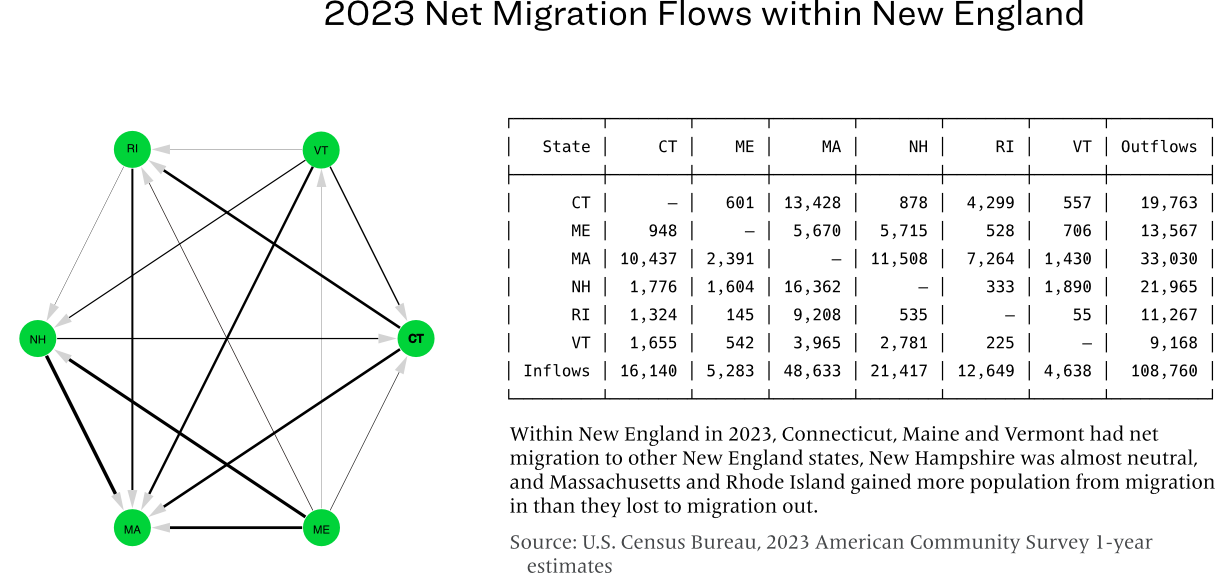 2023 Net Migration Flows within New England
RI
VT
NH
CT
MA
ME
State | CT | ME | MA | NH | RI | VT | Outflows
CT | – | 601 | 13,428 | 878 | 4,299 | 557 | 19,763
ME | 948 | – | 5,670 | 5,715 | 528 | 706 | 13,567
MA | 10,437 | 2,391 | – | 11,508 | 7,264 | 1,430 | 33,030
NH | 1,776 | 1,604 | 16,362 | – | 333 | 1,890 | 21,965
RI | 1,324 | 145 | 9,208 | 535 | – | 55 | 11,267
VT | 1,655 | 542 | 3,965 | 2,781 | 225 | – | 9,168
Inflows | 16,140 | 5,283 | 48,633 | 21,417 | 12,649 | 4,638 | 108,760
Within New England in 2023, Connecticut, Maine and Vermont had net
migration to other New England states, New Hampshire was almost neutral,
and Massachusetts and Rhode Island gained more population from migration
in than they lost to migration out.
Source: U.S. Census Bureau, 2023 American Community Survey 1-year
estimates